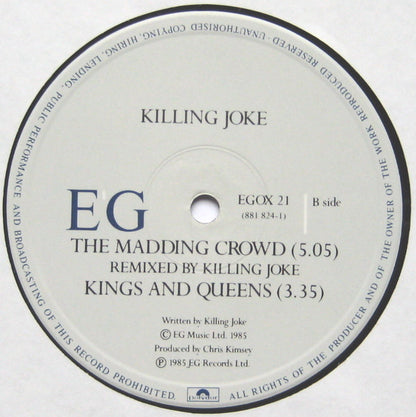 KILLING JOKE
E'G
EGOX 21
(881 824-1)
B side
THE MADDING CROWD (5.05)
REMIXED BY KILLING JOKE
KINGS AND QUEENS (3.35)
Written by Killing Joke
Ⓒ EG Music Ltd. 1985
Produced by Chris Kimsey
Ⓟ 1985 EG Records Ltd.
polydor
ALL RIGHTS OF THE PRODUCER AND OF THE OWNER OF THE WORK REPRODUCED RESERVED - UNAUTHORISED COPYING, HIRING, LENDING, PUBLIC PERFORMANCE AND BROADCASTING OF THIS RECORD PROHIBITED.